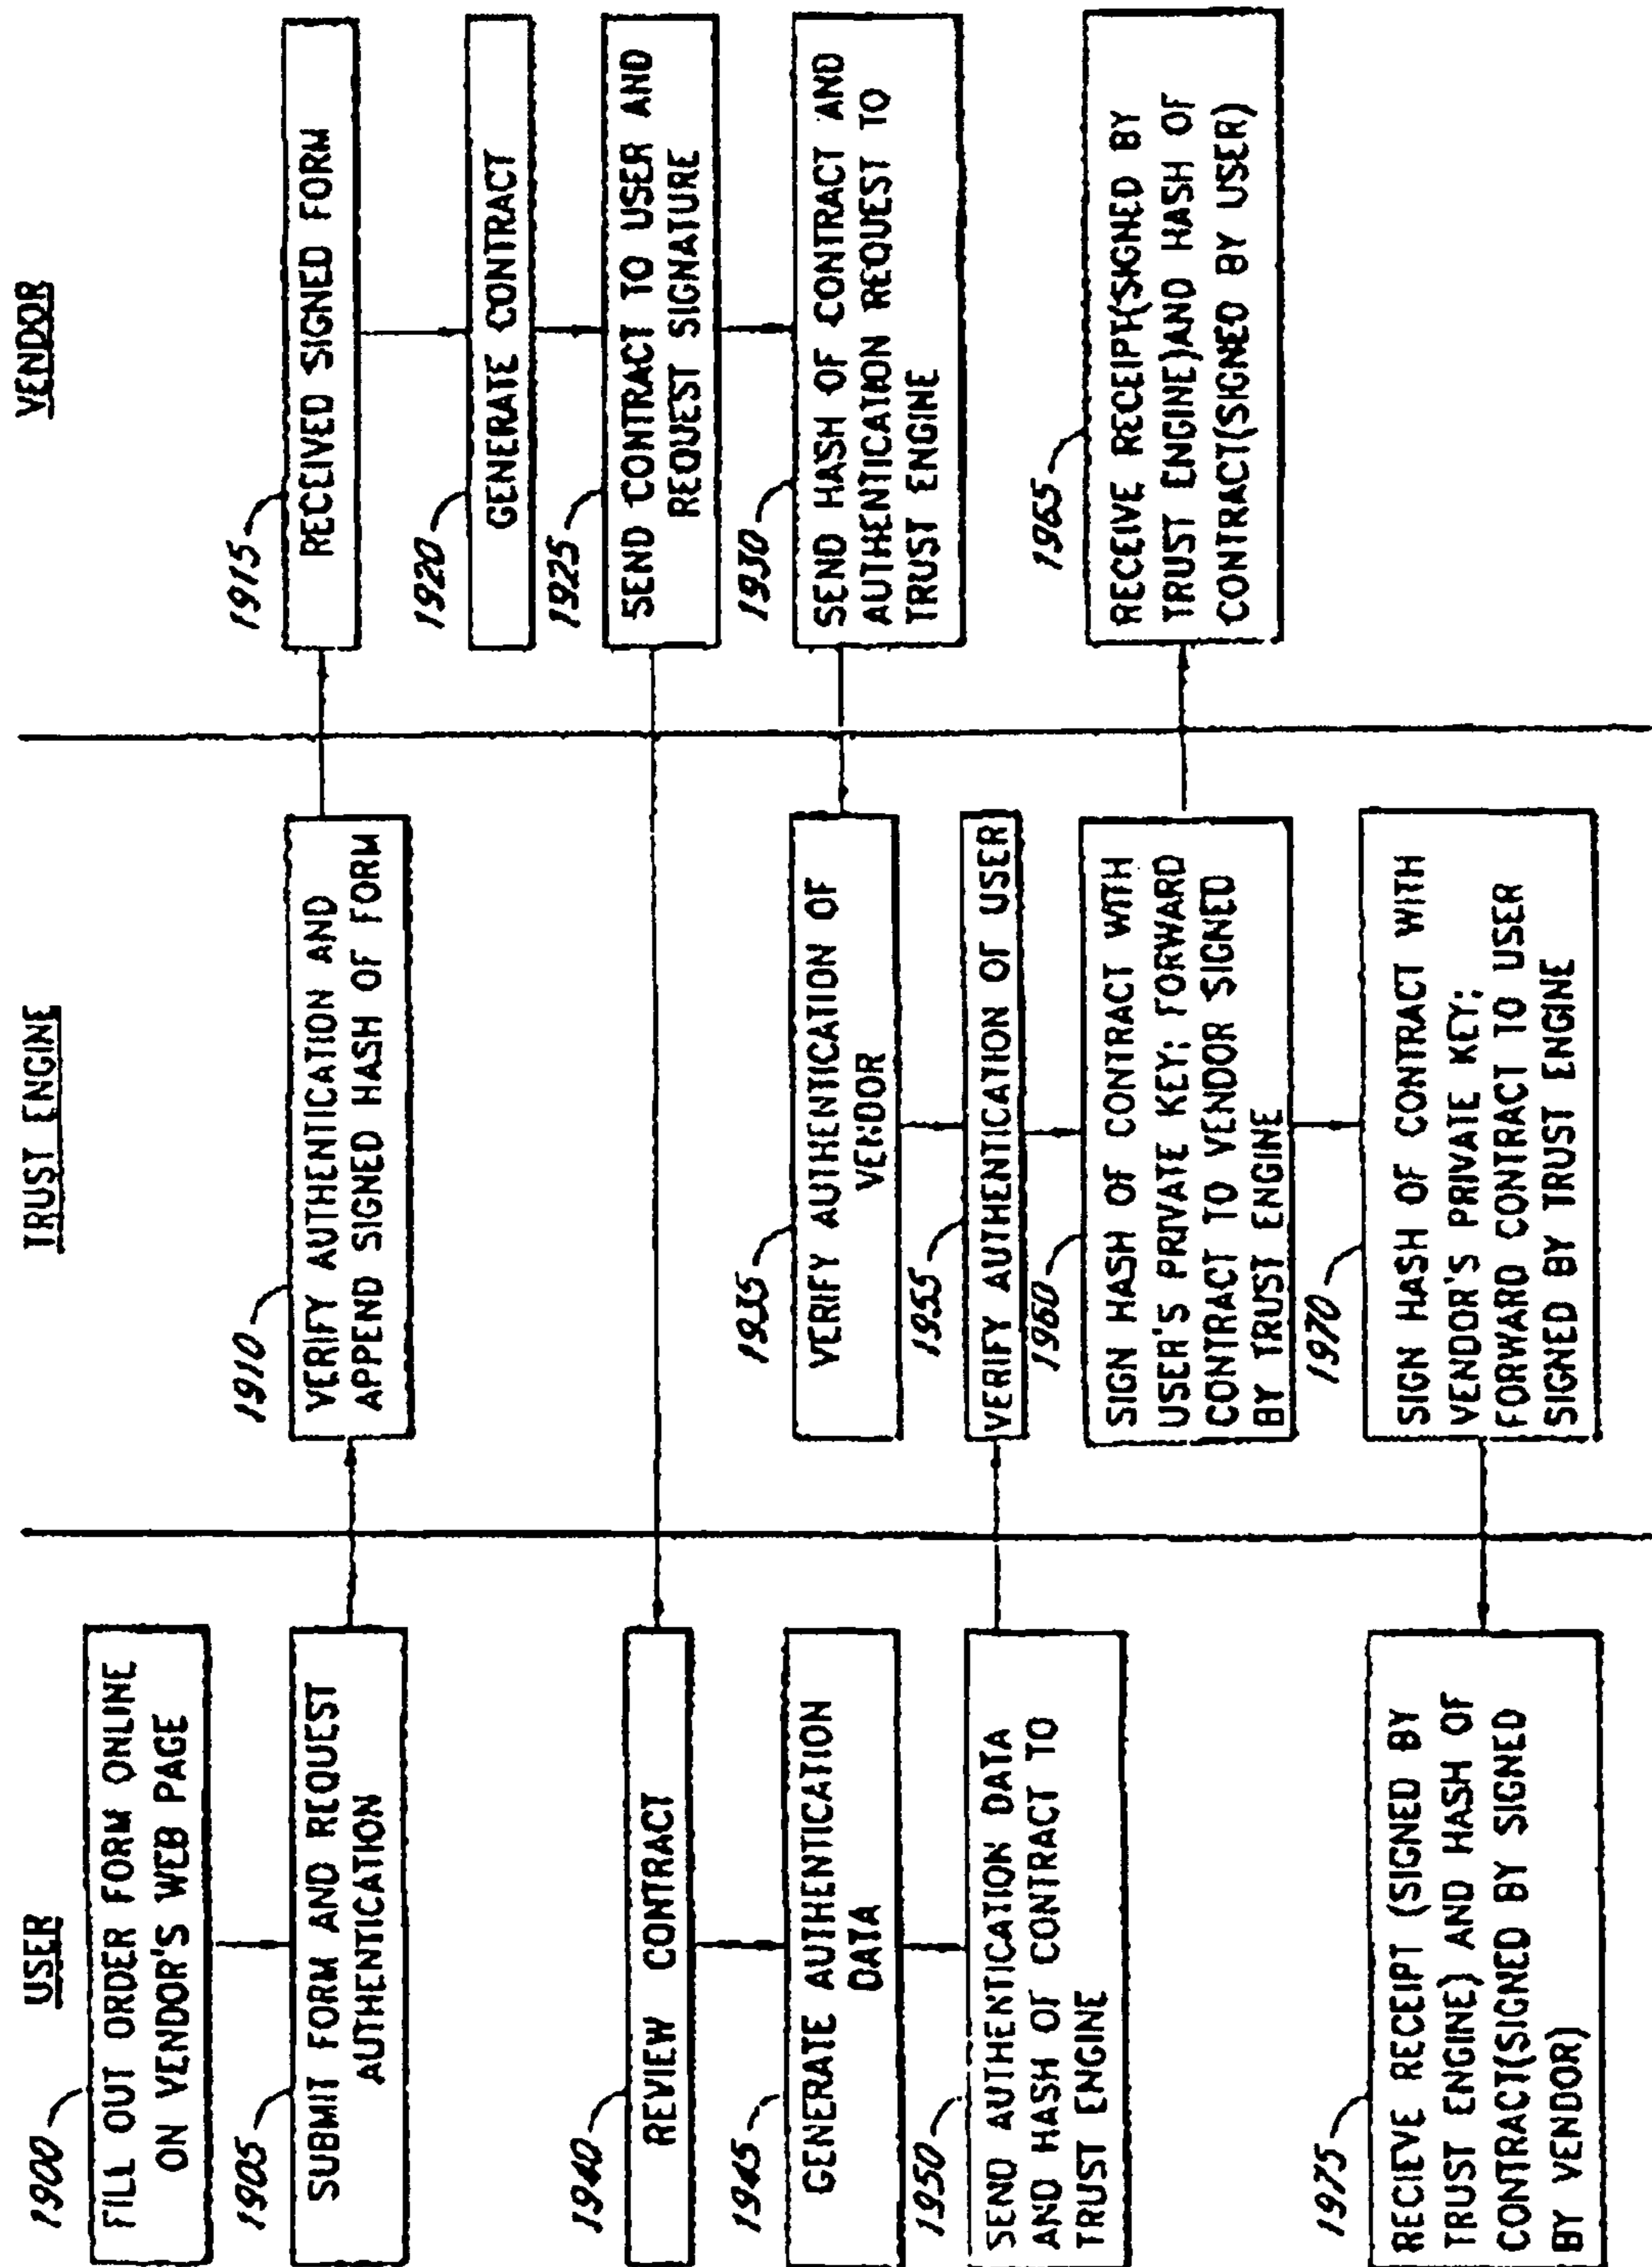 USER
1900
FILL OUT ORDER FORM ONLINE
ON VENDOR'S WEB PAGE
1905
SUBMIT FORM AND REQUEST
AUTHENTICATION
1940
REVIEW CONTRACT
1945
GENERATE AUTHENTICATION
DATA
1950
SEND AUTHENTICATION DATA
AND HASH OF CONTRACT TO
TRUST ENGINE
1975
RECIEVE RECEIPT (SIGNED BY
TRUST ENGINE) AND HASH OF
CONTRACT(SIGNED BY SIGNED
BY VENDOR)
TRUST ENGINE
1910
VERIFY AUTHENTICATION AND
APPEND SIGNED HASH OF FORM
1935
VERIFY AUTHENTICATION OF
VENDOR
1955
VERIFY AUTHENTICATION OF USER
1960
SIGN HASH OF CONTRACT WITH
USER'S PRIVATE KEY; FORWARD
CONTRACT TO VENDOR SIGNED
BY TRUST ENGINE
1970
SIGN HASH OF CONTRACT WITH
VENDOR'S PRIVATE KEY;
FORWARD CONTRACT TO USER
SIGNED BY TRUST ENGINE
VENDOR
1915
RECEIVED SIGNED FORM
1920
GENERATE CONTRACT
1925
SEND CONTRACT TO USER AND
REQUEST SIGNATURE
1930
SEND HASH OF CONTRACT AND
AUTHENTICATION REQUEST TO
TRUST ENGINE
1965
RECEIVE RECEIPT(SIGNED BY
TRUST ENGINE)AND HASH OF
CONTRACT(SIGNED BY USER)